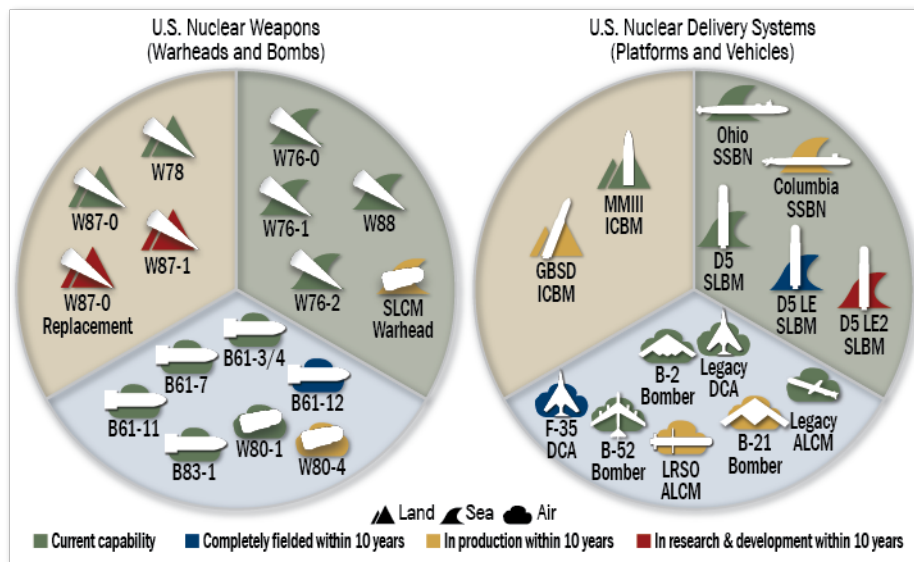 U.S. Nuclear Weapons
(Warheads and Bombs)
W78
W87-0
W87-1
W87-0
Replacement
W76-0
W76-1
W88
W76-2
SLCM
Warhead
B61-3/4
B61-7
B61-12
B61-11
W80-1
B83-1
W80-4
U.S. Nuclear Delivery Systems
(Platforms and Vehicles)
MMIII
ICBM
GBSD
ICBM
Ohio
SSBN
Columbia
SSBN
D5
SLBM
D5 LE
SLBM
D5 LE2
SLBM
Legacy
DCA
B-2
Bomber
F-35
DCA
B-52
Bomber
LRSO
ALCM
B-21
Bomber
Legacy
ALCM
Land Sea Air
Current capability Completely fielded within 10 years In production within 10 years In research & development within 10 years